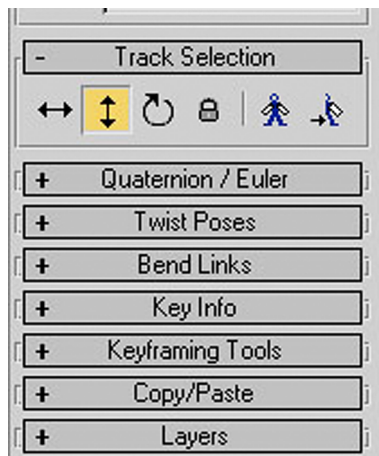 - Track Selection
+ Quaternion / Euler
+ Twist Poses
+ Bend Links
+ Key Info
+ Keyframing Tools
+ Copy/Paste
+ Layers